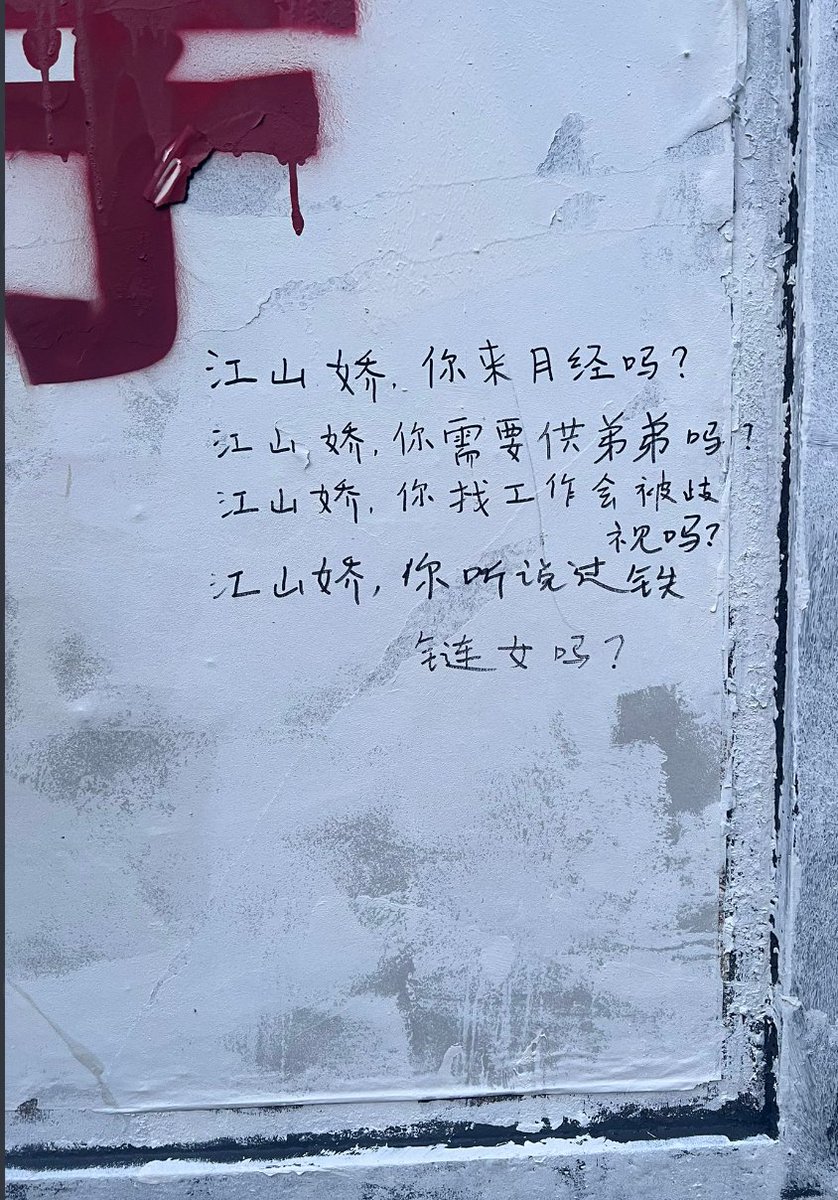 江山娇，你来月经吗？
江山娇，你需要供弟弟吗？
江山娇，你找工作会被歧
视吗？
江山娇，你听说过铁
链女吗？